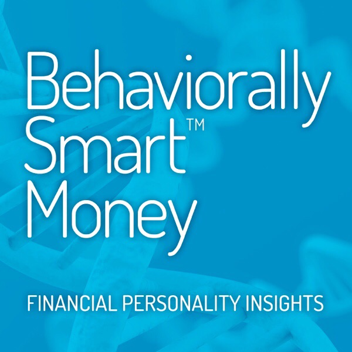 Behaviorally
Smart™
Money
FINANCIAL PERSONALITY INSIGHTS